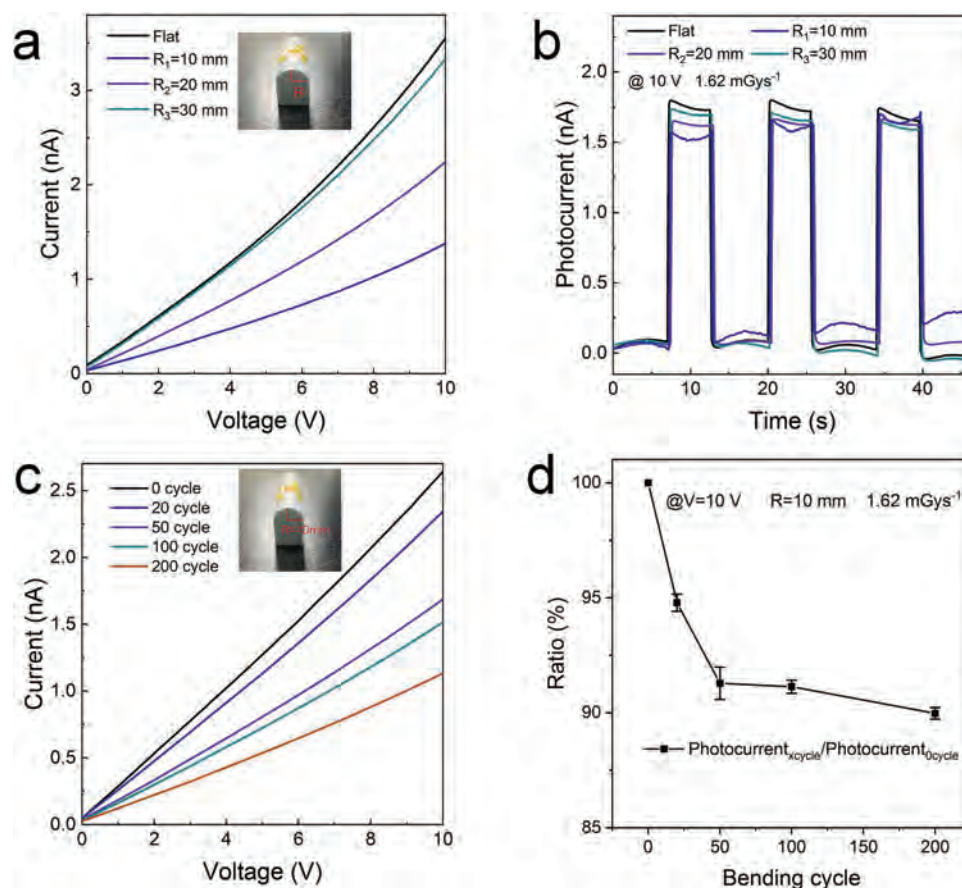 a
Flat
R₁=10 mm
R₂=20 mm
R₃=30 mm
R
Current (nA)
3
2
1
0
0 2 4 6 8 10
Voltage (V)
b
Flat R₁=10 mm
R₂=20 mm R₃=30 mm
@ 10 V 1.62 mGys⁻¹
Photocurrent (nA)
2.0
1.5
1.0
0.5
0.0
0 10 20 30 40
Time (s)
c
0 cycle
20 cycle
50 cycle
100 cycle
200 cycle
Current (nA)
2.5
2.0
1.5
1.0
0.5
0.0
0 2 4 6 8 10
Voltage (V)
d
@V=10 V R=10 mm 1.62 mGys⁻¹
Ratio (%)
100
95
90
85
Photocurrentₓcycle/Photocurrent₀cycle
0 50 100 150 200
Bending cycle